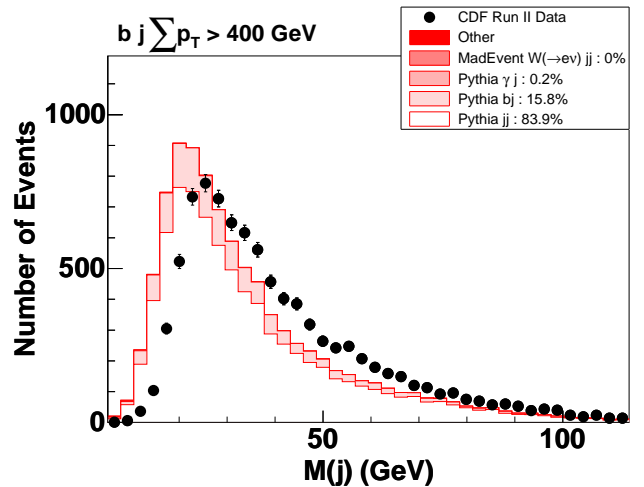 b j ∑p_T > 400 GeV
CDF Run II Data
Other
MadEvent W(→eν) jj : 0%
Pythia γ j : 0.2%
Pythia bj : 15.8%
Pythia jj : 83.9%
Number of Events
1000
500
0
50
100
M(j) (GeV)